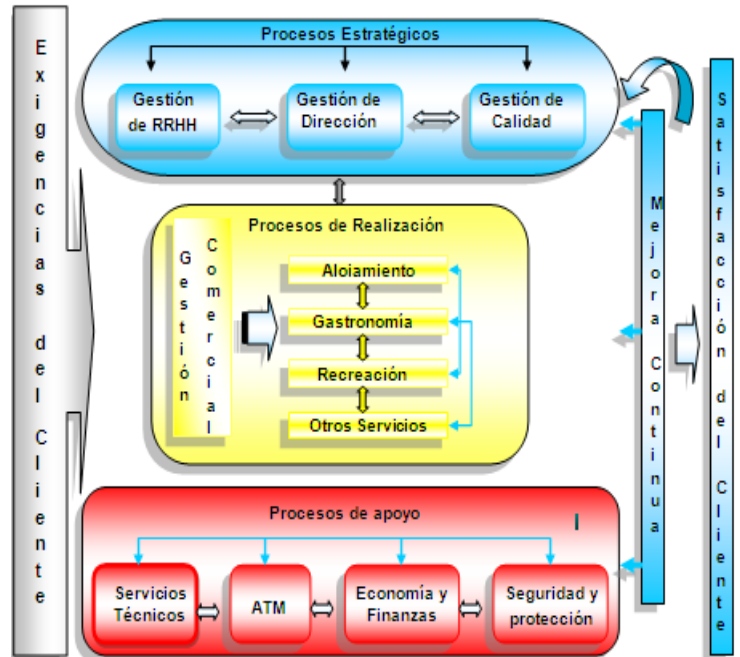 Exigencias del Cliente
Procesos Estratégicos
Gestión
de RRHH
Gestión de
Dirección
Gestión de
Calidad
Procesos de Realización
Gestión
Comercial
Aloiamiento
Gastronomía
Recreación
Otros Servicios
Procesos de apoyo
Servicios
Técnicos
ATM
Economía y
Finanzas
Seguridad y
protección
Mejora Continua
Satisfacción del Cliente